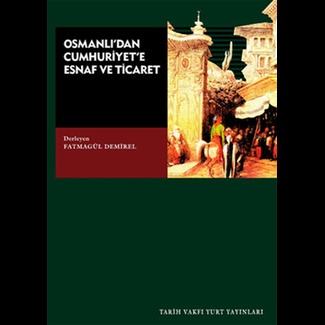 OSMANLI'DAN
CUMHURİYET'E
ESNAF VE TİCARET
Derleyen
FATMAGÜL DEMİREL
TARİH VAKFI YURT YAYINLARI